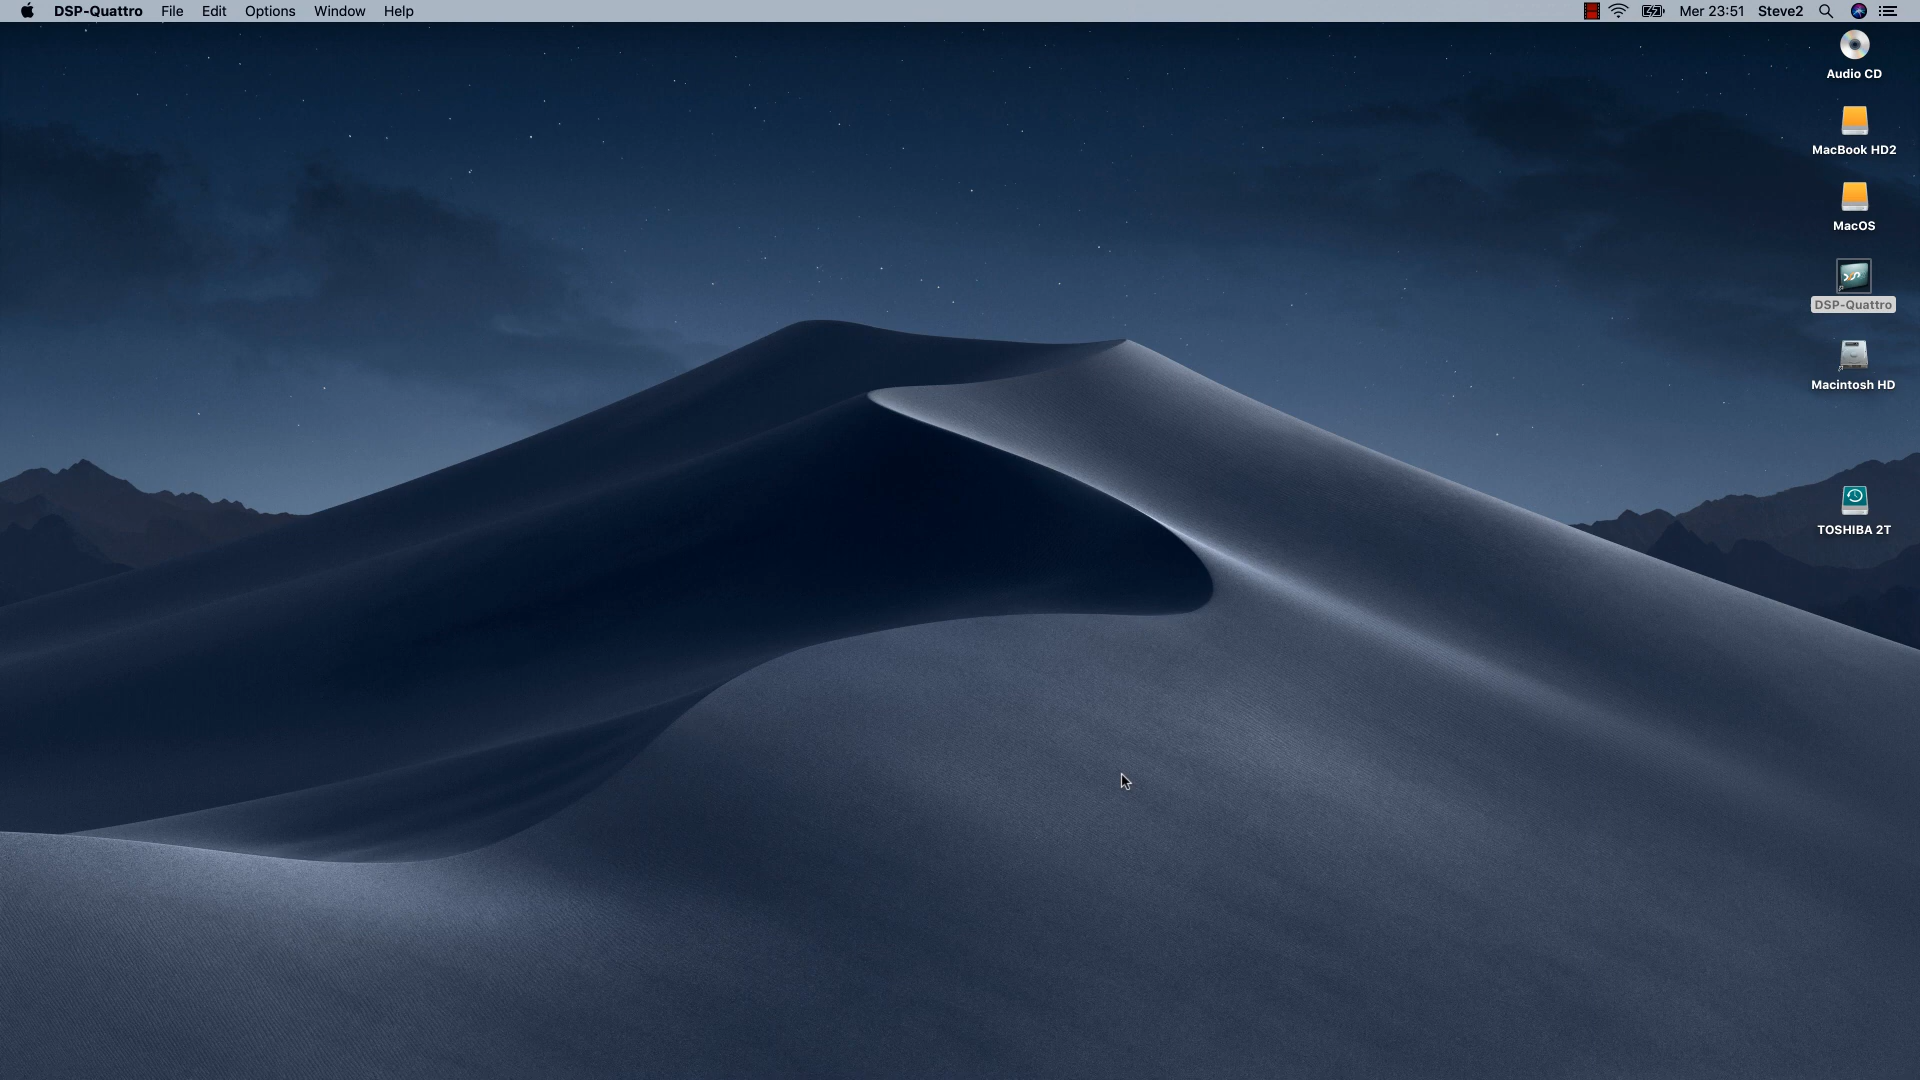 DSP-Quattro File Edit Options Window Help Mer 23:51 Steve2
Audio CD
MacBook HD2
MacOS
DSP-Quattro
Macintosh HD
TOSHIBA 2T